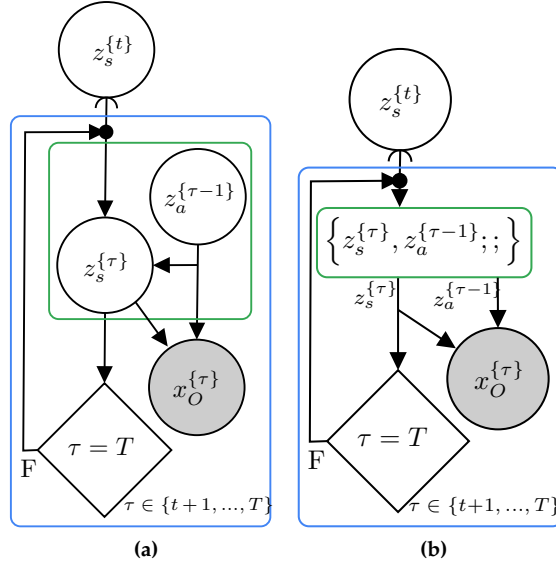 z_s^{t}
z_a^{τ−1}
z_s^{τ}
x_O^{τ}
τ = T
F
τ ∈ {t+1, ..., T}
(a)
z_s^{t}
{z_s^{τ}, z_a^{τ−1}; ; }
z_s^{τ}
z_a^{τ−1}
x_O^{τ}
τ = T
F
τ ∈ {t+1, ..., T}
(b)